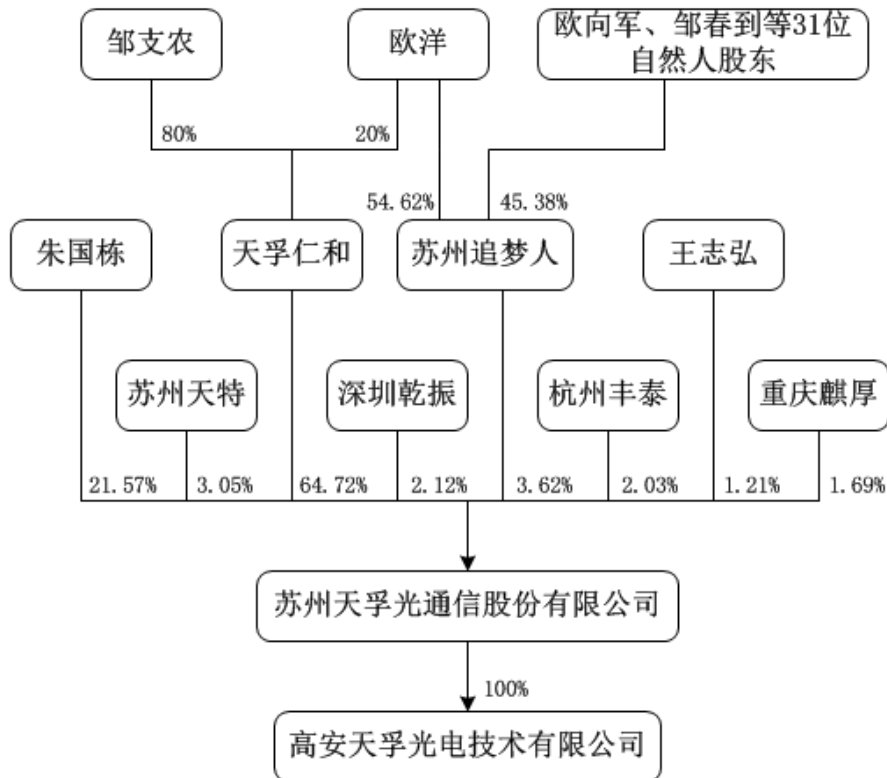 邹支农
欧洋
欧向军、邹春到等31位
自然人股东
80%
20%
54.62%
45.38%
朱国栋
天孚仁和
苏州追梦人
王志弘
苏州天特
深圳乾振
杭州丰泰
重庆麒厚
21.57%
3.05%
64.72%
2.12%
3.62%
2.03%
1.21%
1.69%
苏州天孚光通信股份有限公司
100%
高安天孚光电技术有限公司